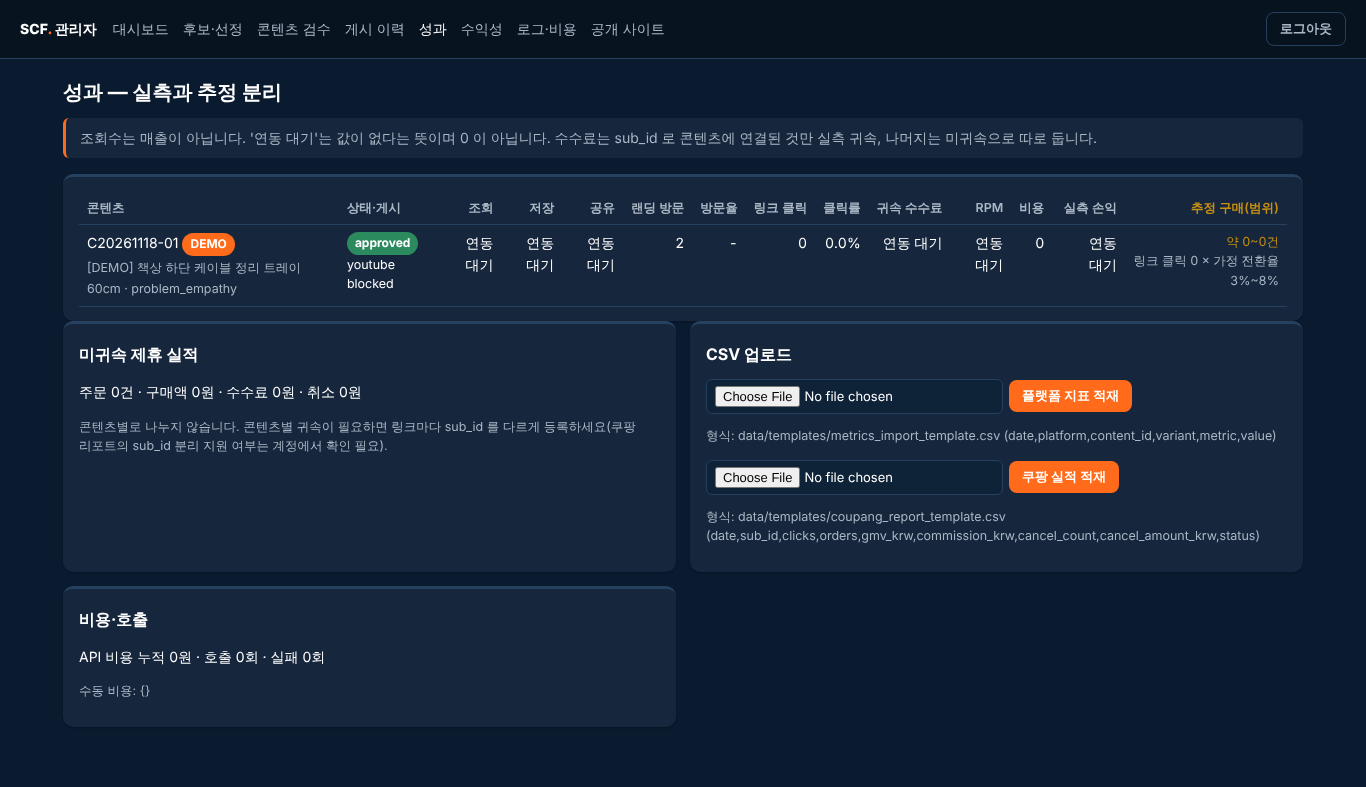 SCF. 관리자 대시보드 후보·선정 콘텐츠 검수 게시 이력 성과 수익성 로그·비용 공개 사이트 로그아웃
성과 — 실측과 추정 분리
조회수는 매출이 아닙니다. '연동 대기'는 값이 없다는 뜻이며 0 이 아닙니다. 수수료는 sub_id 로 콘텐츠에 연결된 것만 실측 귀속, 나머지는 미귀속으로 따로 둡니다.
콘텐츠 상태·게시 조회 저장 공유 랜딩 방문 방문율 링크 클릭 클릭률 귀속 수수료 RPM 비용 실측 손익 추정 구매(범위)
C20261118-01 DEMO
[DEMO] 책상 하단 케이블 정리 트레이
60cm · problem_empathy
approved
youtube
blocked
연동
대기
연동
대기
연동
대기
2
-
0
0.0%
연동 대기
연동
대기
0
연동
대기
약 0~0건
링크 클릭 0 × 가정 전환율
3%~8%
미귀속 제휴 실적
주문 0건 · 구매액 0원 · 수수료 0원 · 취소 0원
콘텐츠별로 나누지 않습니다. 콘텐츠별 귀속이 필요하면 링크마다 sub_id 를 다르게 등록하세요(쿠팡
리포트의 sub_id 분리 지원 여부는 계정에서 확인 필요).
CSV 업로드
Choose File No file chosen 플랫폼 지표 적재
형식: data/templates/metrics_import_template.csv (date,platform,content_id,variant,metric,value)
Choose File No file chosen 쿠팡 실적 적재
형식: data/templates/coupang_report_template.csv
(date,sub_id,clicks,orders,gmv_krw,commission_krw,cancel_count,cancel_amount_krw,status)
비용·호출
API 비용 누적 0원 · 호출 0회 · 실패 0회
수동 비용: {}